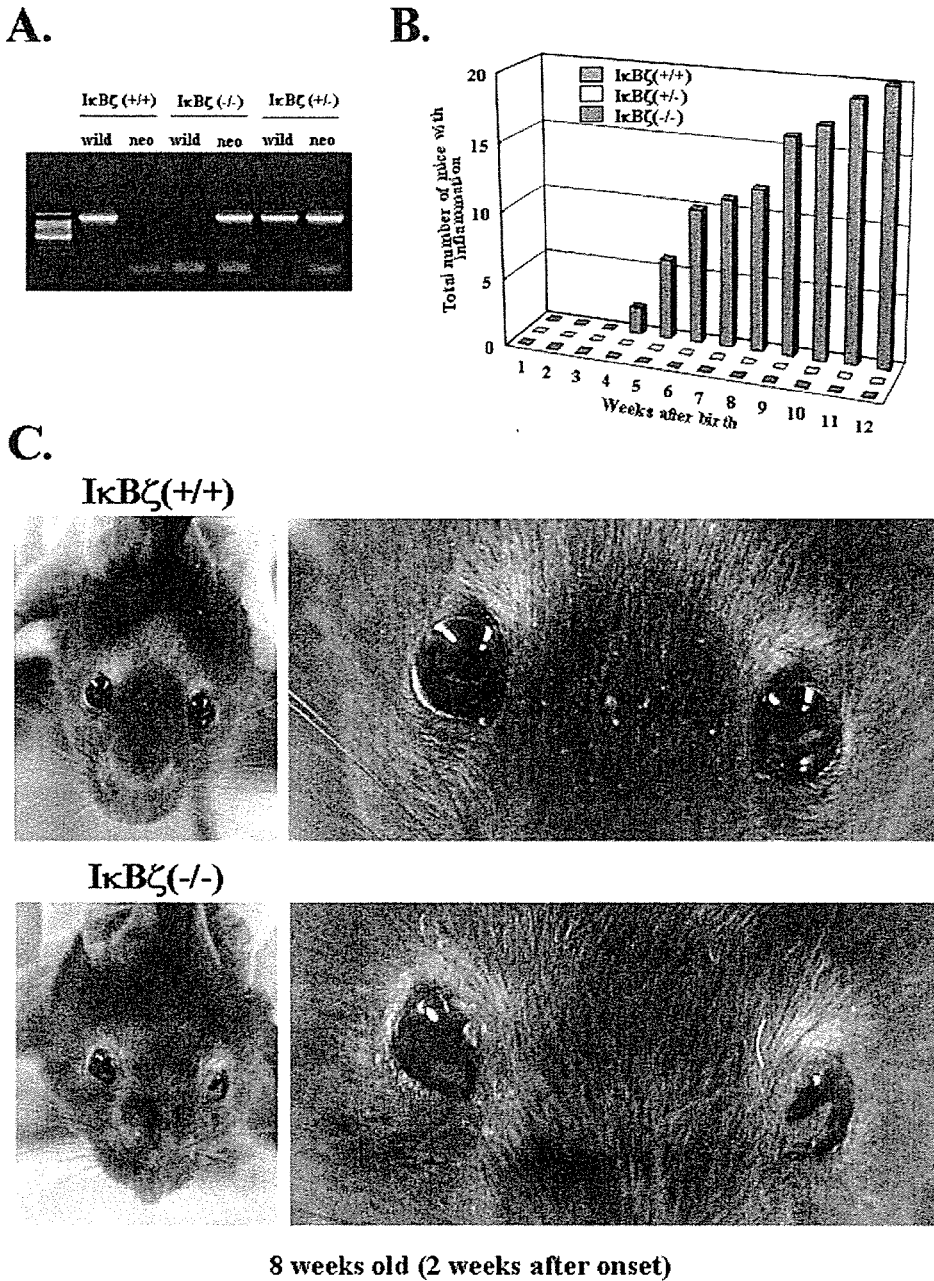 A.
IκBζ (+/+) IκBζ (-/-) IκBζ (+/-)
wild neo wild neo wild neo
B.
Total number of mice with
inflammation
20
15
10
5
0
IκBζ(+/+)
IκBζ(+/-)
IκBζ(-/-)
1 2 3 4 5 6 7 8 9 10 11 12
Weeks after birth
C.
IκBζ(+/+)
IκBζ(-/-)
8 weeks old (2 weeks after onset)